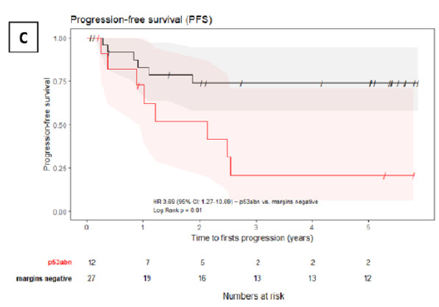 C
Progression-free survival (PFS)
1.00
0.75
0.50
0.25
0.00
Progression-free survival
HR 3.66 (95% CI: 1.27-10.69) – p53abn vs. margins negative
Log Rank p = 0.01
0 1 2 3 4 5
Time to firsts progression (years)
p53abn 12 7 5 2 2 2
margins negative 27 19 16 13 13 12
Numbers at risk